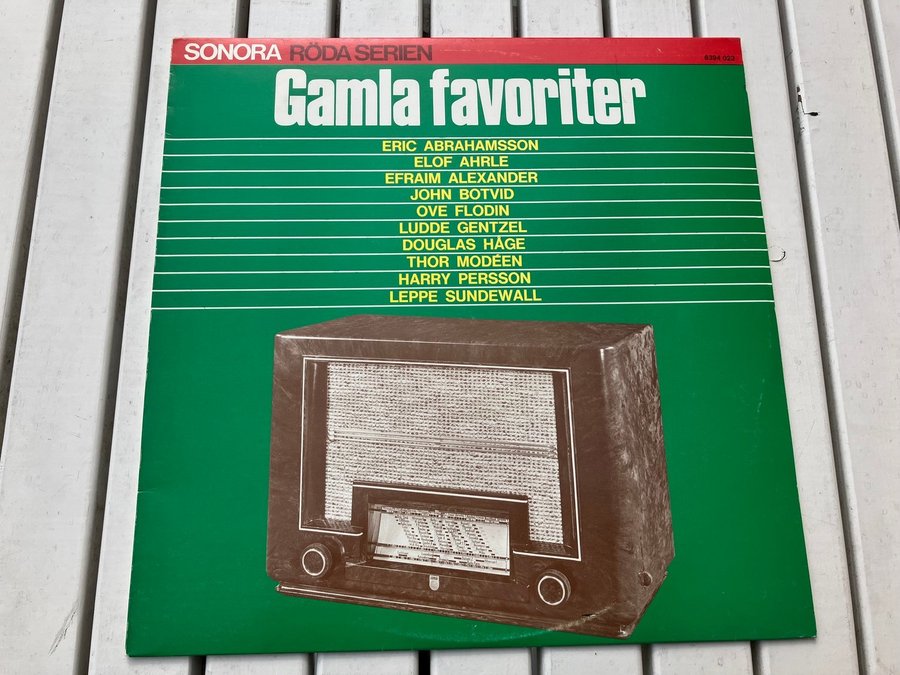 SONORA RÖDA SERIEN 6394 022
Gamla favoriter
ERIC ABRAHAMSSON
ELOF AHRLE
EFRAIM ALEXANDER
JOHN BOTVID
OVE FLODIN
LUDDE GENTZEL
DOUGLAS HÅGE
THOR MODÉEN
HARRY PERSSON
LEPPE SUNDEWALL